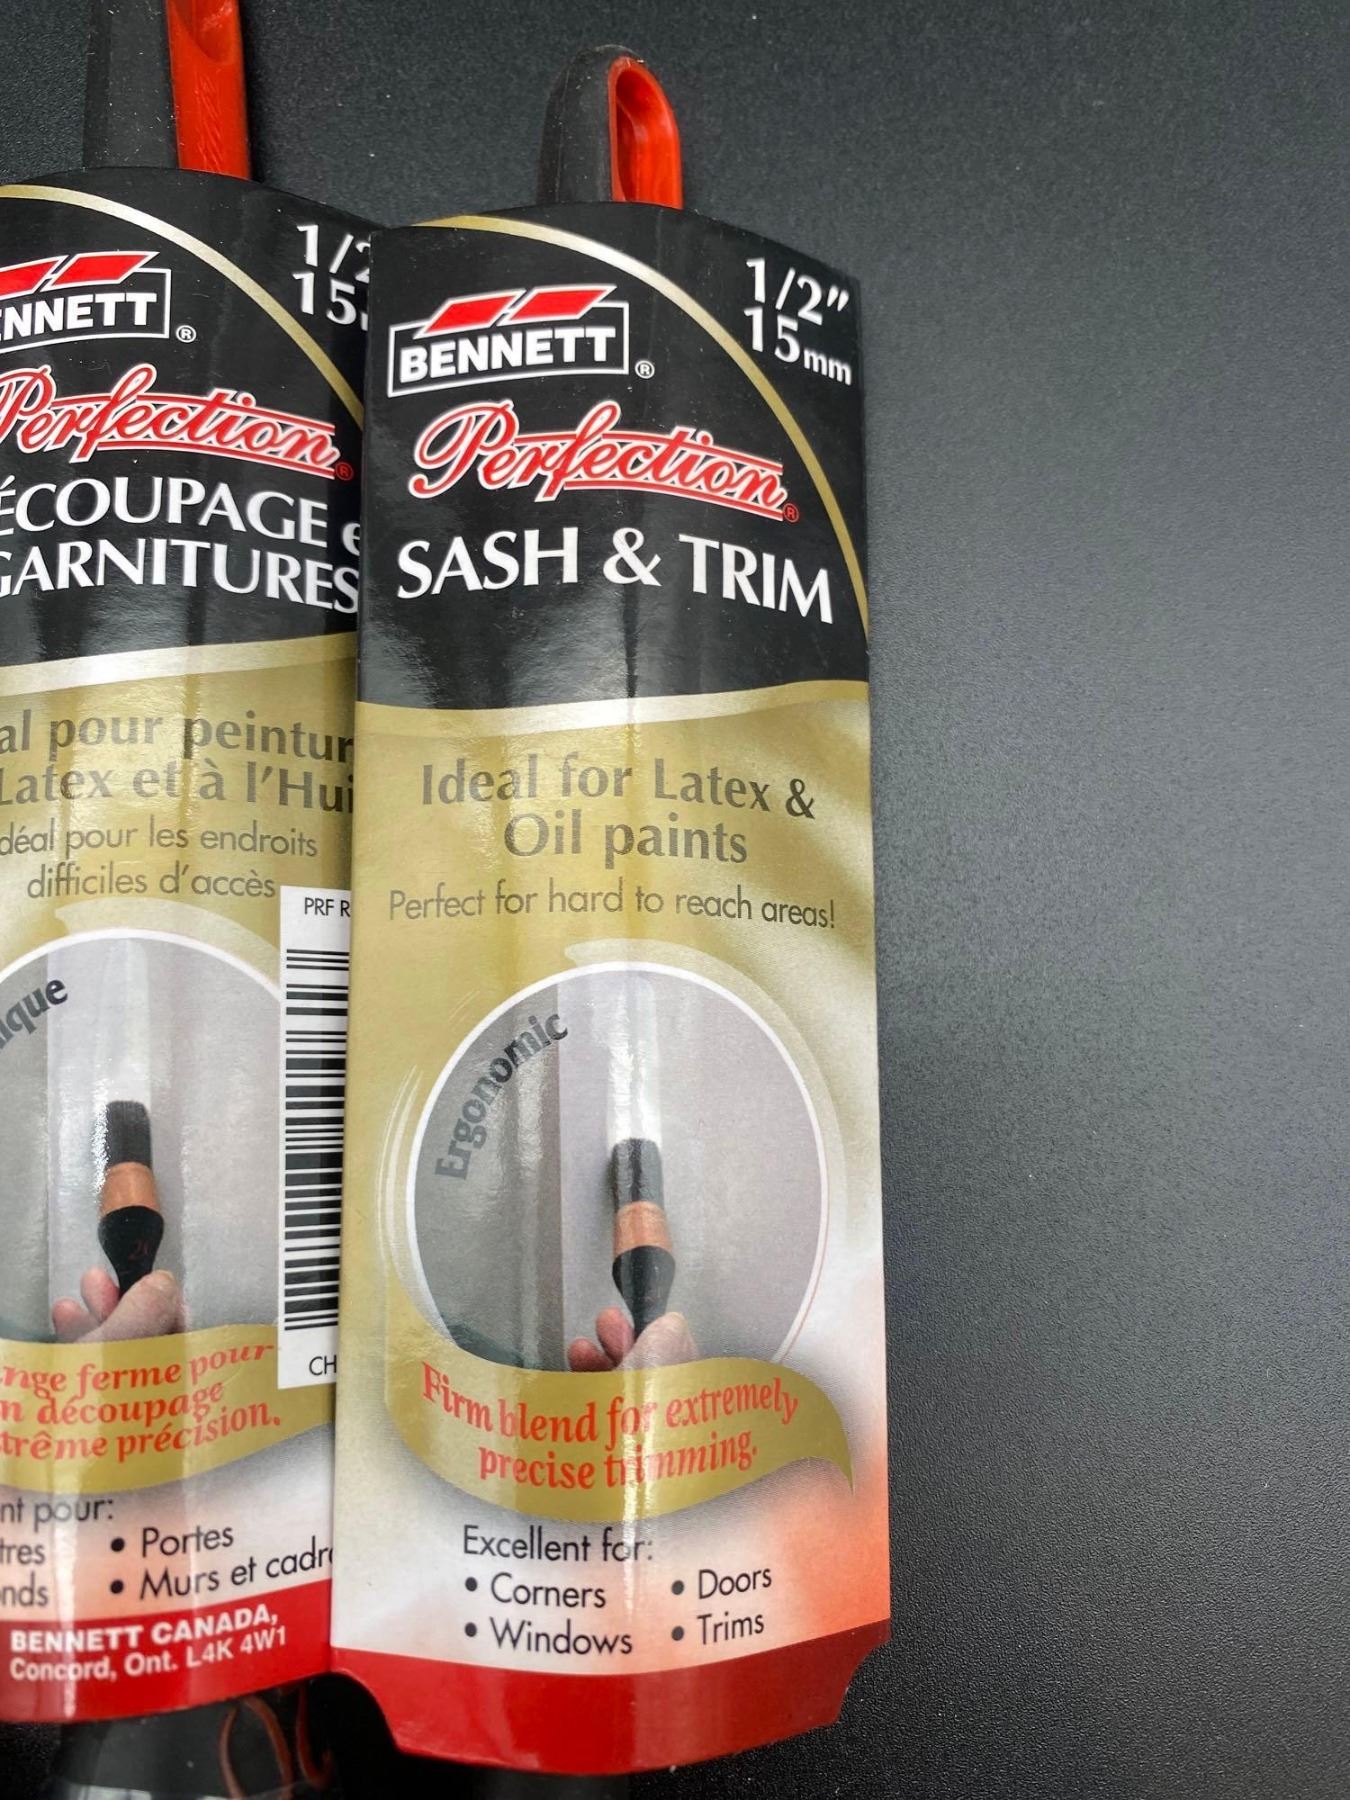 1/2
15
ENNETT®
Perfection®
ÉCOUPAGE e
GARNITURES
al pour peintur
Latex et à l'Hui
déal pour les endroits
difficiles d'accès
PRF R
ique
CH
nge ferme pour
n découpage
trême précision.
nt pour:
tres • Portes
nds • Murs et cadr
BENNETT CANADA,
Concord, Ont. L4K 4W1
1/2"
15mm
BENNETT®
Perfection®
SASH & TRIM
Ideal for Latex &
Oil paints
Perfect for hard to reach areas!
Ergonomic
Firm blend for extremely
precise trimming.
Excellent for:
• Corners • Doors
• Windows • Trims